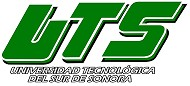 UTS
UNIVERSIDAD TECNOLÓGICA
DEL SUR DE SONORA